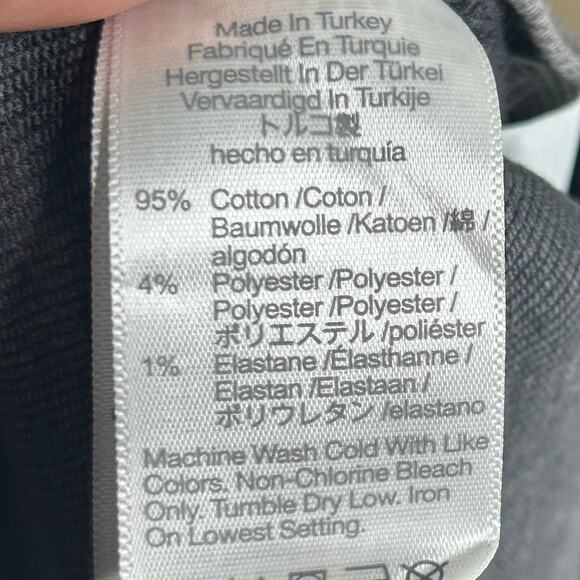 Made In Turkey
Fabriqué En Turquie
Hergestellt In Der Türkei
Vervaardigd In Turkije
トルコ製
hecho en turquía
95% Cotton /Coton /
Baumwolle /Katoen /綿 /
algodón
4% Polyester /Polyester /
Polyester /Polyester /
ポリエステル /poliéster
1% Elastane /Élasthanne /
Elastan /Elastaan /
ポリウレタン /elastano
Machine Wash Cold With Like
Colors. Non-Chlorine Bleach
Only. Tumble Dry Low. Iron
On Lowest Setting.